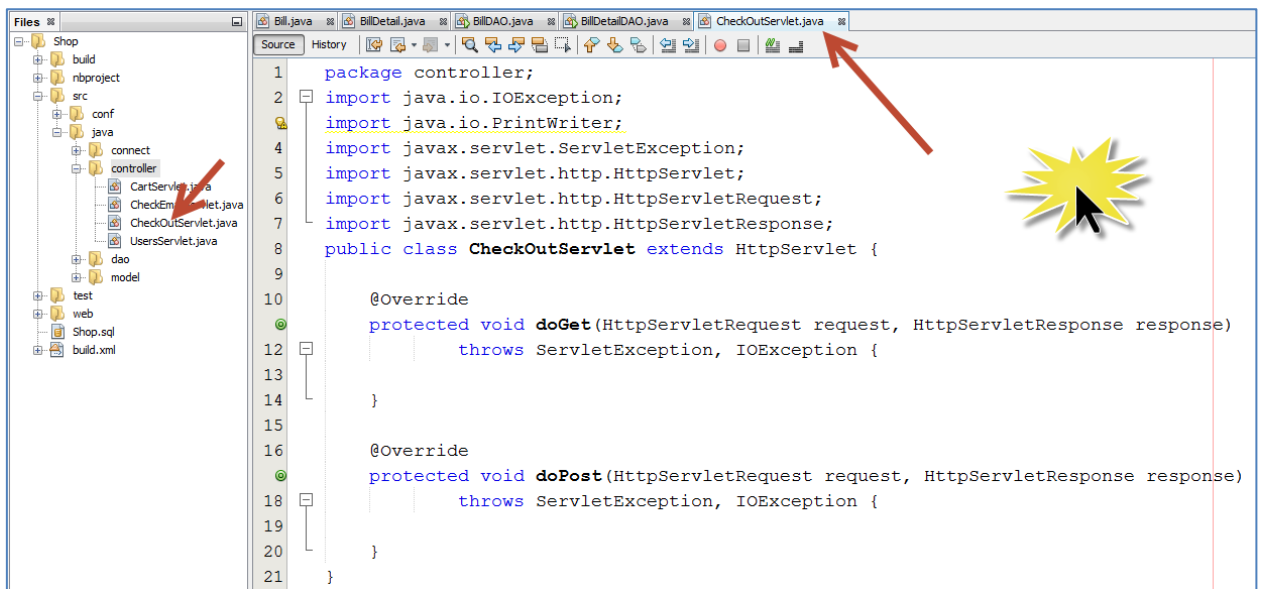 Files
Shop
build
nbproject
src
conf
java
connect
controller
CartServlet.java
CheckOutServlet.java
UsersServlet.java
dao
model
test
web
Shop.sql
build.xml
Bill.java BillDetail.java BillDAO.java BillDetailDAO.java CheckOutServlet.java
Source History
1 package controller;
2 import java.io.IOException;
import java.io.PrintWriter;
4 import javax.servlet.ServletException;
5 import javax.servlet.http.HttpServlet;
6 import javax.servlet.http.HttpServletRequest;
7 import javax.servlet.http.HttpServletResponse;
8 public class CheckOutServlet extends HttpServlet {
9
10 @Override
protected void doGet(HttpServletRequest request, HttpServletResponse response)
12 throws ServletException, IOException {
13
14 }
15
16 @Override
protected void doPost(HttpServletRequest request, HttpServletResponse response)
18 throws ServletException, IOException {
19
20 }
21 }